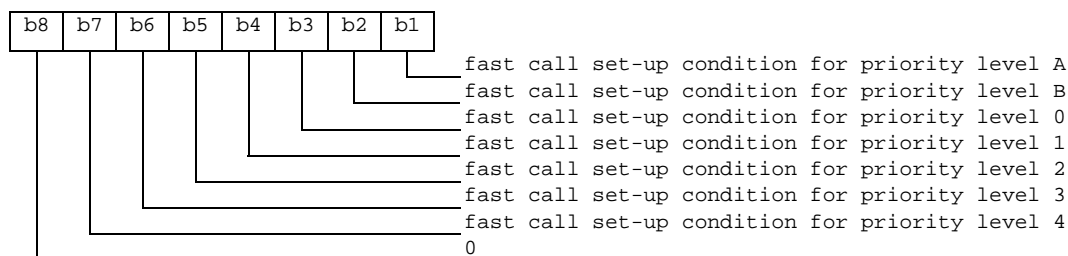 b8 b7 b6 b5 b4 b3 b2 b1
fast call set-up condition for priority level A
fast call set-up condition for priority level B
fast call set-up condition for priority level 0
fast call set-up condition for priority level 1
fast call set-up condition for priority level 2
fast call set-up condition for priority level 3
fast call set-up condition for priority level 4
0